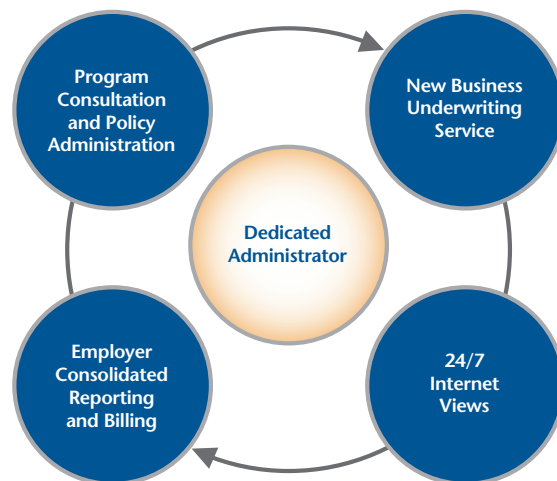 Program
Consultation
and Policy
Administration
New Business
Underwriting
Service
Dedicated
Administrator
Employer
Consolidated
Reporting
and Billing
24/7
Internet
Views